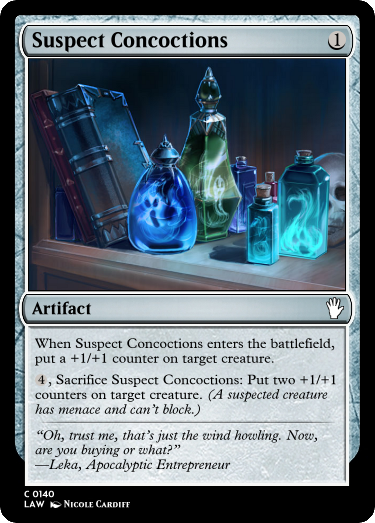 Suspect Concoctions 1
Artifact
When Suspect Concoctions enters the battlefield,
put a +1/+1 counter on target creature.
4, Sacrifice Suspect Concoctions: Put two +1/+1
counters on target creature. (A suspected creature
has menace and can't block.)
“Oh, trust me, that's just the wind howling. Now,
are you buying or what?”
—Leka, Apocalyptic Entrepreneur
C 0140
LAW Nicole Cardiff